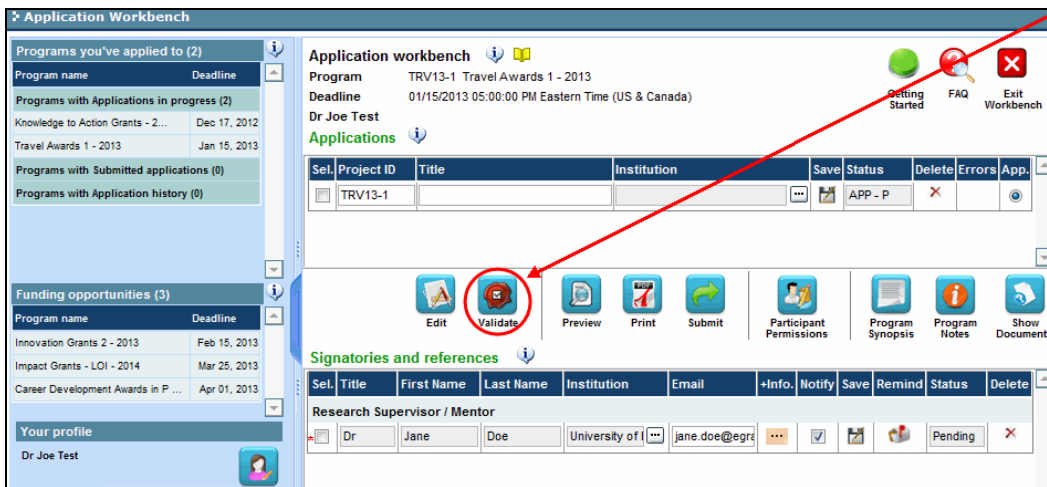 Application Workbench
Programs you've applied to (2)
Program name Deadline
Programs with Applications in progress (2)
Knowledge to Action Grants - 2... Dec 17, 2012
Travel Awards 1 - 2013 Jan 15, 2013
Programs with Submitted applications (0)
Programs with Application history (0)
Funding opportunities (3)
Program name Deadline
Innovation Grants 2 - 2013 Feb 15, 2013
Impact Grants - LOI - 2014 Mar 25, 2013
Career Development Awards in P ... Apr 01, 2013
Your profile
Dr Joe Test
Application workbench
Program TRV13-1 Travel Awards 1 - 2013
Deadline 01/15/2013 05:00:00 PM Eastern Time (US & Canada)
Dr Joe Test
Applications
Getting Started
FAQ
Exit Workbench
Sel. Project ID Title Institution Save Status Delete Errors App.
TRV13-1 ... APP - P
Edit Validate Preview Print Submit Participant Permissions Program Synopsis Program Notes Show Document
Signatories and references
Sel. Title First Name Last Name Institution Email +Info. Notify Save Remind Status Delete
Research Supervisor / Mentor
* Dr Jane Doe University of ... jane.doe@egra ... Pending